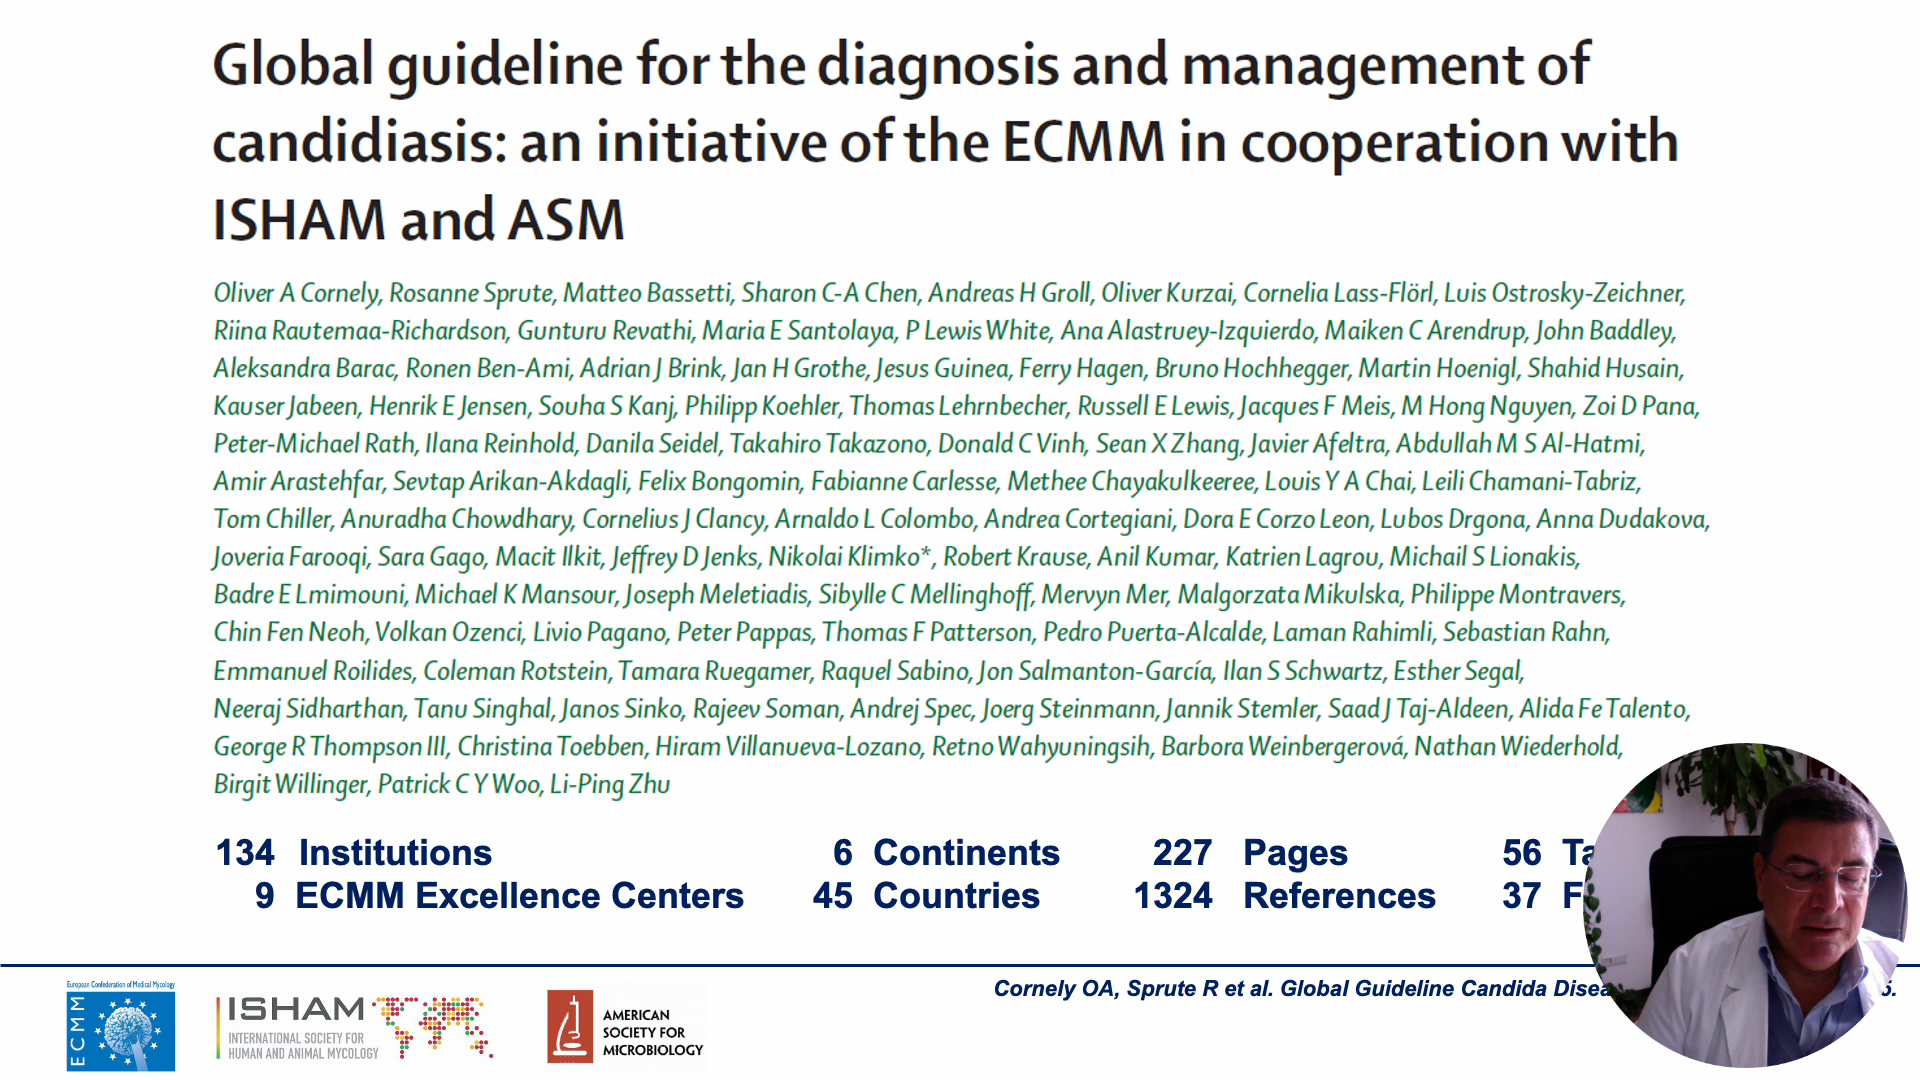 Global guideline for the diagnosis and management of
candidiasis: an initiative of the ECMM in cooperation with
ISHAM and ASM
Oliver A Cornely, Rosanne Sprute, Matteo Bassetti, Sharon C-A Chen, Andreas H Groll, Oliver Kurzai, Cornelia Lass-Flörl, Luis Ostrosky-Zeichner,
Riina Rautemaa-Richardson, Gunturu Revathi, Maria E Santolaya, P Lewis White, Ana Alastruey-Izquierdo, Maiken C Arendrup, John Baddley,
Aleksandra Barac, Ronen Ben-Ami, Adrian J Brink, Jan H Grothe, Jesus Guinea, Ferry Hagen, Bruno Hochhegger, Martin Hoenigl, Shahid Husain,
Kauser Jabeen, Henrik E Jensen, Souha S Kanj, Philipp Koehler, Thomas Lehrnbecher, Russell E Lewis, Jacques F Meis, M Hong Nguyen, Zoi D Pana,
Peter-Michael Rath, Ilana Reinhold, Danila Seidel, Takahiro Takazono, Donald C Vinh, Sean X Zhang, Javier Afeltra, Abdullah M S Al-Hatmi,
Amir Arastehfar, Sevtap Arikan-Akdagli, Felix Bongomin, Fabianne Carlesse, Methee Chayakulkeeree, Louis Y A Chai, Leili Chamani-Tabriz,
Tom Chiller, Anuradha Chowdhary, Cornelius J Clancy, Arnaldo L Colombo, Andrea Cortegiani, Dora E Corzo Leon, Lubos Drgona, Anna Dudakova,
Joveria Farooqi, Sara Gago, Macit Ilkit, Jeffrey D Jenks, Nikolai Klimko*, Robert Krause, Anil Kumar, Katrien Lagrou, Michail S Lionakis,
Badre E Lmimouni, Michael K Mansour, Joseph Meletiadis, Sibylle C Mellinghoff, Mervyn Mer, Malgorzata Mikulska, Philippe Montravers,
Chin Fen Neoh, Volkan Ozenci, Livio Pagano, Peter Pappas, Thomas F Patterson, Pedro Puerta-Alcalde, Laman Rahimli, Sebastian Rahn,
Emmanuel Roilides, Coleman Rotstein, Tamara Ruegamer, Raquel Sabino, Jon Salmanton-García, Ilan S Schwartz, Esther Segal,
Neeraj Sidharthan, Tanu Singhal, Janos Sinko, Rajeev Soman, Andrej Spec, Joerg Steinmann, Jannik Stemler, Saad J Taj-Aldeen, Alida Fe Talento,
George R Thompson III, Christina Toebben, Hiram Villanueva-Lozano, Retno Wahyuningsih, Barbora Weinbergerová, Nathan Wiederhold,
Birgit Willinger, Patrick C Y Woo, Li-Ping Zhu
134 Institutions 6 Continents 227 Pages 56
9 ECMM Excellence Centers 45 Countries 1324 References 37
Cornely OA, Sprute R et al. Global Guideline Candida
European Confederation of Medical Mycology
ECMM
ISHAM
INTERNATIONAL SOCIETY FOR
HUMAN AND ANIMAL MYCOLOGY
AMERICAN
SOCIETY FOR
MICROBIOLOGY